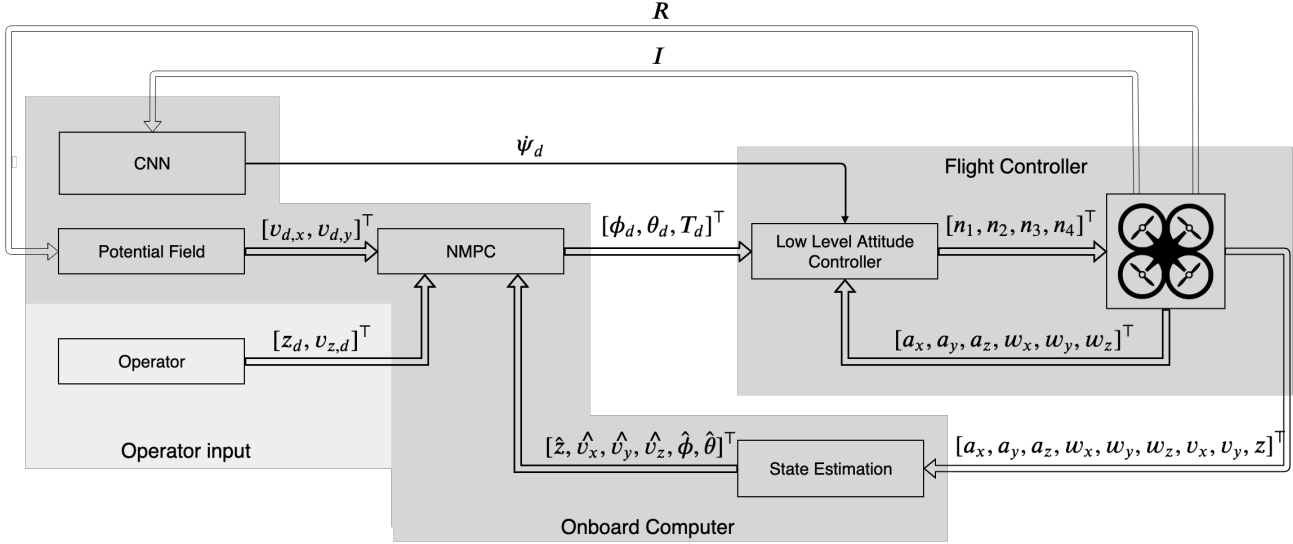 R
I
CNN
ψ̇_d
Flight Controller
Potential Field
[v_{d,x}, v_{d,y}]^⊤
NMPC
[ϕ_d, θ_d, T_d]^⊤
Low Level Attitude
Controller
[n_1, n_2, n_3, n_4]^⊤
Operator
[z_d, v_{z,d}]^⊤
[a_x, a_y, a_z, w_x, w_y, w_z]^⊤
Operator input
[ẑ, v̂_x, v̂_y, v̂_z, ϕ̂, θ̂]^⊤
State Estimation
[a_x, a_y, a_z, w_x, w_y, w_z, v_x, v_y, z]^⊤
Onboard Computer